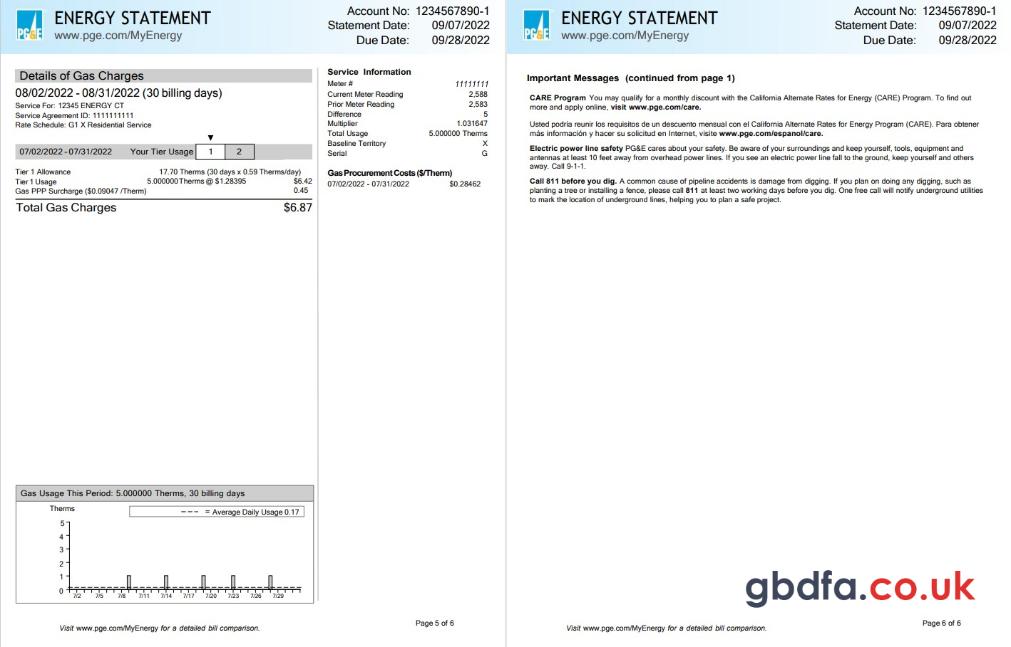 PG&E
ENERGY STATEMENT
www.pge.com/MyEnergy
Account No: 1234567890-1
Statement Date: 09/07/2022
Due Date: 09/28/2022
Details of Gas Charges
08/02/2022 - 08/31/2022 (30 billing days)
Service For: 12345 ENERGY CT
Service Agreement ID: 1111111111
Rate Schedule: G1 X Residential Service
07/02/2022 - 07/31/2022 Your Tier Usage 1 2
Tier 1 Allowance 17.70 Therms (30 days x 0.59 Therms/day)
Tier 1 Usage 5.000000 Therms @ $1.28395 $6.42
Gas PPP Surcharge ($0.09047 /Therm) 0.45
Total Gas Charges $6.87
Service Information
Meter # 11111111
Current Meter Reading 2,588
Prior Meter Reading 2,583
Difference 5
Multiplier 1.031647
Total Usage 5.000000 Therms
Baseline Territory X
Serial G
Gas Procurement Costs ($/Therm)
07/02/2022 - 07/31/2022 $0.28462
Gas Usage This Period: 5.000000 Therms, 30 billing days
Therms
= Average Daily Usage 0.17
5
4
3
2
1
0
7/2 7/5 7/8 7/11 7/14 7/17 7/20 7/23 7/26 7/29
Visit www.pge.com/MyEnergy for a detailed bill comparison.
Page 5 of 6
PG&E
ENERGY STATEMENT
www.pge.com/MyEnergy
Account No: 1234567890-1
Statement Date: 09/07/2022
Due Date: 09/28/2022
Important Messages (continued from page 1)
CARE Program You may qualify for a monthly discount with the California Alternate Rates for Energy (CARE) Program. To find out
more and apply online, visit www.pge.com/care.
Usted podría reunir los requisitos de un descuento mensual con el California Alternate Rates for Energy Program (CARE). Para obtener
más información y hacer su solicitud en Internet, visite www.pge.com/espanol/care.
Electric power line safety PG&E cares about your safety. Be aware of your surroundings and keep yourself, tools, equipment and
antennas at least 10 feet away from overhead power lines. If you see an electric power line fall to the ground, keep yourself and others
away. Call 9-1-1.
Call 811 before you dig. A common cause of pipeline accidents is damage from digging. If you plan on doing any digging, such as
planting a tree or installing a fence, please call 811 at least two working days before you dig. One free call will notify underground utilities
to mark the location of underground lines, helping you to plan a safe project.
gbdfa.co.uk
Visit www.pge.com/MyEnergy for a detailed bill comparison.
Page 6 of 6